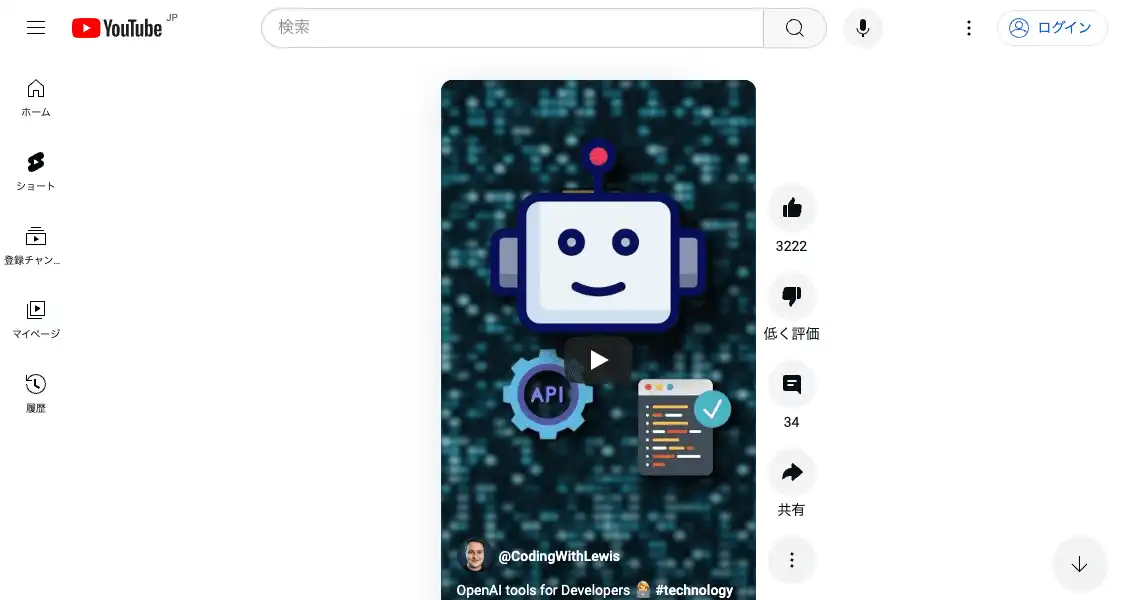 YouTube JP
検索
ログイン
ホーム
ショート
登録チャン...
マイページ
履歴
API
3222
低く評価
34
共有
@CodingWithLewis
OpenAI tools for Developers 👨‍💻 #technology